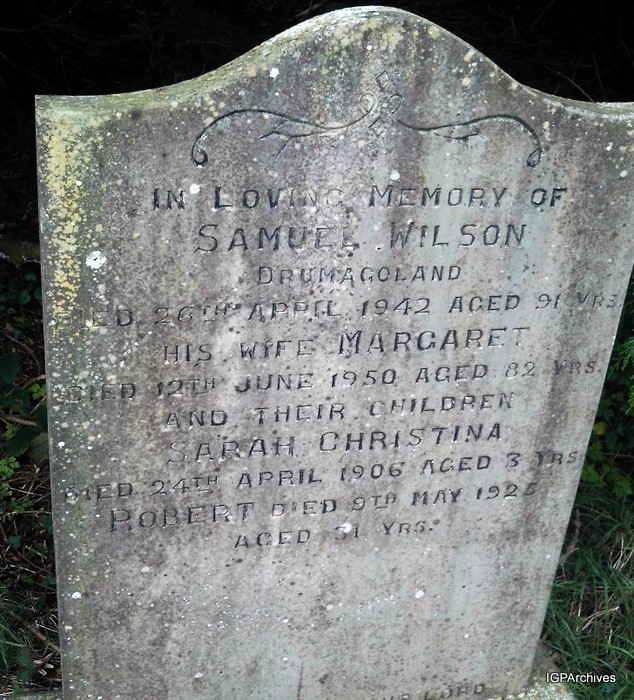 IN LOVING MEMORY OF
SAMUEL WILSON
DRUMAGOLAND
DIED 26TH APRIL 1942 AGED 91 YRS
HIS WIFE MARGARET
DIED 12TH JUNE 1950 AGED 82 YRS.
AND THEIR CHILDREN
SARAH CHRISTINA
DIED 24TH APRIL 1906 AGED 3 YRS
ROBERT DIED 9TH MAY 1925
AGED 31 YRS.
IGPArchives